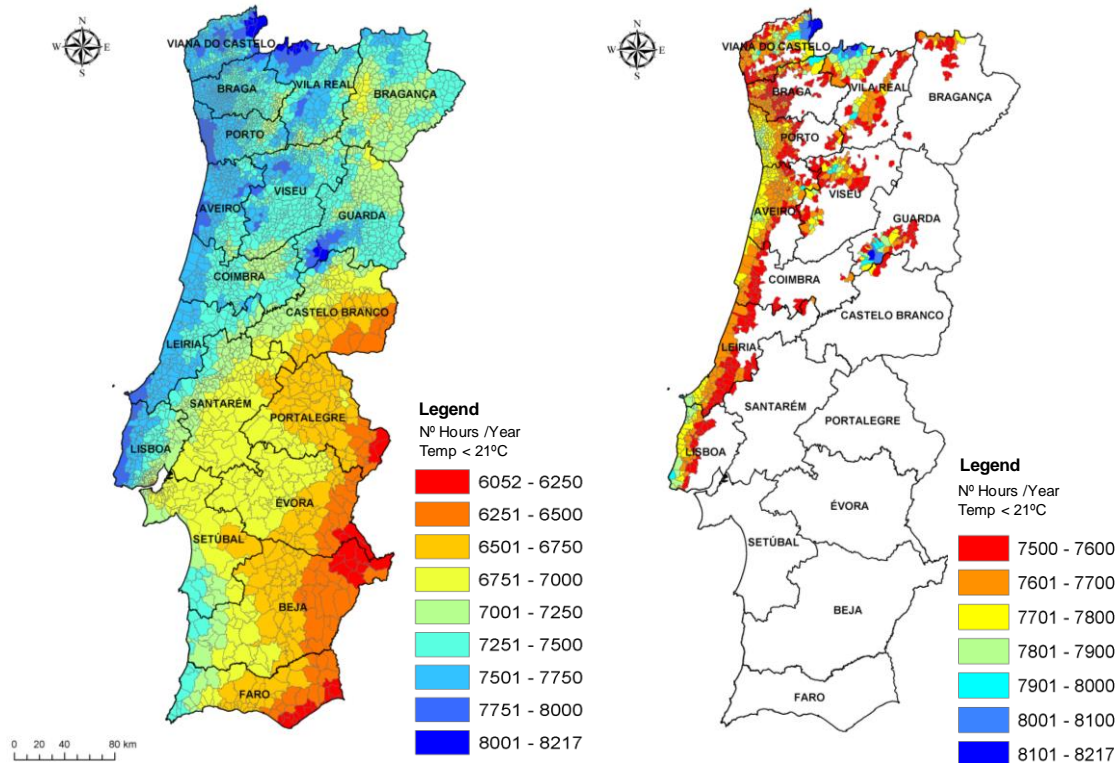 N
W E
S
VIANA DO CASTELO
BRAGA
VILA REAL
BRAGANÇA
PORTO
VISEU
AVEIRO
GUARDA
COIMBRA
CASTELO BRANCO
LEIRIA
SANTARÉM
PORTALEGRE
LISBOA
ÉVORA
SETÚBAL
BEJA
FARO
Legend
Nº Hours /Year
Temp < 21ºC
6052 - 6250
6251 - 6500
6501 - 6750
6751 - 7000
7001 - 7250
7251 - 7500
7501 - 7750
7751 - 8000
8001 - 8217
0 20 40 80 km
N
W E
S
VIANA DO CASTELO
BRAGA
VILA REAL
BRAGANÇA
PORTO
VISEU
AVEIRO
GUARDA
COIMBRA
CASTELO BRANCO
LEIRIA
SANTARÉM
PORTALEGRE
LISBOA
ÉVORA
SETÚBAL
BEJA
FARO
Legend
Nº Hours /Year
Temp < 21ºC
7500 - 7600
7601 - 7700
7701 - 7800
7801 - 7900
7901 - 8000
8001 - 8100
8101 - 8217